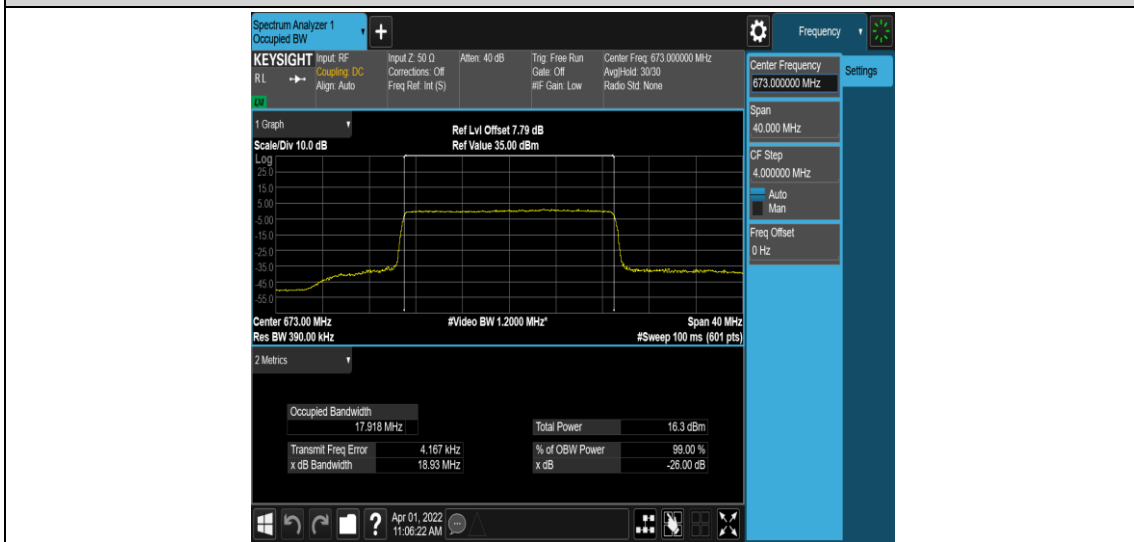 Spectrum Analyzer 1
Occupied BW
+
Frequency
KEYSIGHT
RL
LXI
Input: RF
Coupling: DC
Align: Auto
Input Z: 50 Ω
Corrections: Off
Freq Ref: Int (S)
Atten: 40 dB
Trig: Free Run
Gate: Off
#IF Gain: Low
Center Freq: 673.000000 MHz
Avg|Hold: 30/30
Radio Std: None
Center Frequency
673.000000 MHz
Settings
Span
40.000 MHz
CF Step
4.000000 MHz
Auto
Man
Freq Offset
0 Hz
1 Graph
Scale/Div 10.0 dB
Ref Lvl Offset 7.79 dB
Ref Value 35.00 dBm
Log
25.0
15.0
5.00
-5.00
-15.0
-25.0
-35.0
-45.0
-55.0
Center 673.00 MHz
#Video BW 1.2000 MHz*
Span 40 MHz
Res BW 390.00 kHz
#Sweep 100 ms (601 pts)
2 Metrics
Occupied Bandwidth
17.918 MHz
Total Power 16.3 dBm
Transmit Freq Error 4.167 kHz
% of OBW Power 99.00 %
x dB Bandwidth 18.93 MHz
x dB -26.00 dB
?
Apr 01, 2022
11:06:22 AM